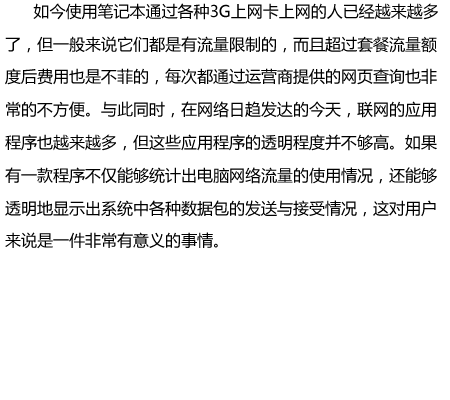 如今使用笔记本通过各种3G上网卡上网的人已经越来越多
了，但一般来说它们都是有流量限制的，而且超过套餐流量额
度后费用也是不菲的，每次都通过运营商提供的网页查询也非
常的不方便。与此同时，在网络日趋发达的今天，联网的应用
程序也越来越多，但这些应用程序的透明程度并不够高。如果
有一款程序不仅能够统计出电脑网络流量的使用情况，还能够
透明地显示出系统中各种数据包的发送与接受情况，这对用户
来说是一件非常有意义的事情。